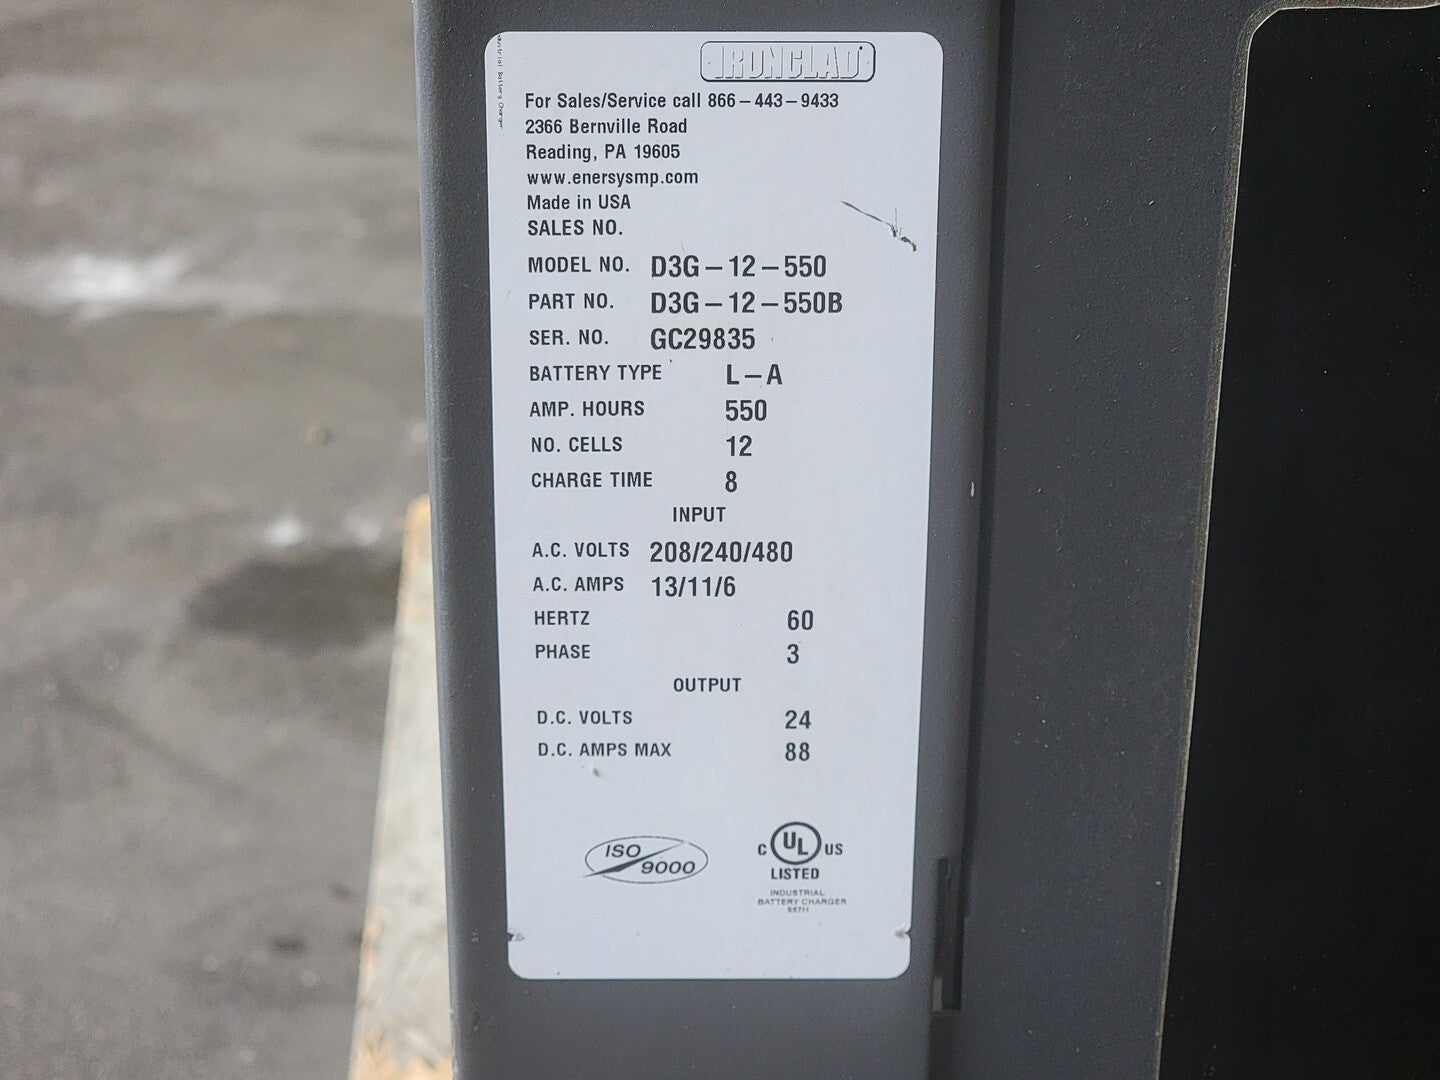 Industrial Battery Charger
IRONCLAD
For Sales/Service call 866-443-9433
2366 Bernville Road
Reading, PA 19605
www.enersysmp.com
Made in USA
SALES NO.
MODEL NO. D3G-12-550
PART NO. D3G-12-550B
SER. NO. GC29835
BATTERY TYPE L-A
AMP. HOURS 550
NO. CELLS 12
CHARGE TIME 8
INPUT
A.C. VOLTS 208/240/480
A.C. AMPS 13/11/6
HERTZ 60
PHASE 3
OUTPUT
D.C. VOLTS 24
D.C. AMPS MAX 88
ISO 9000
C UL US
LISTED
INDUSTRIAL
BATTERY CHARGER